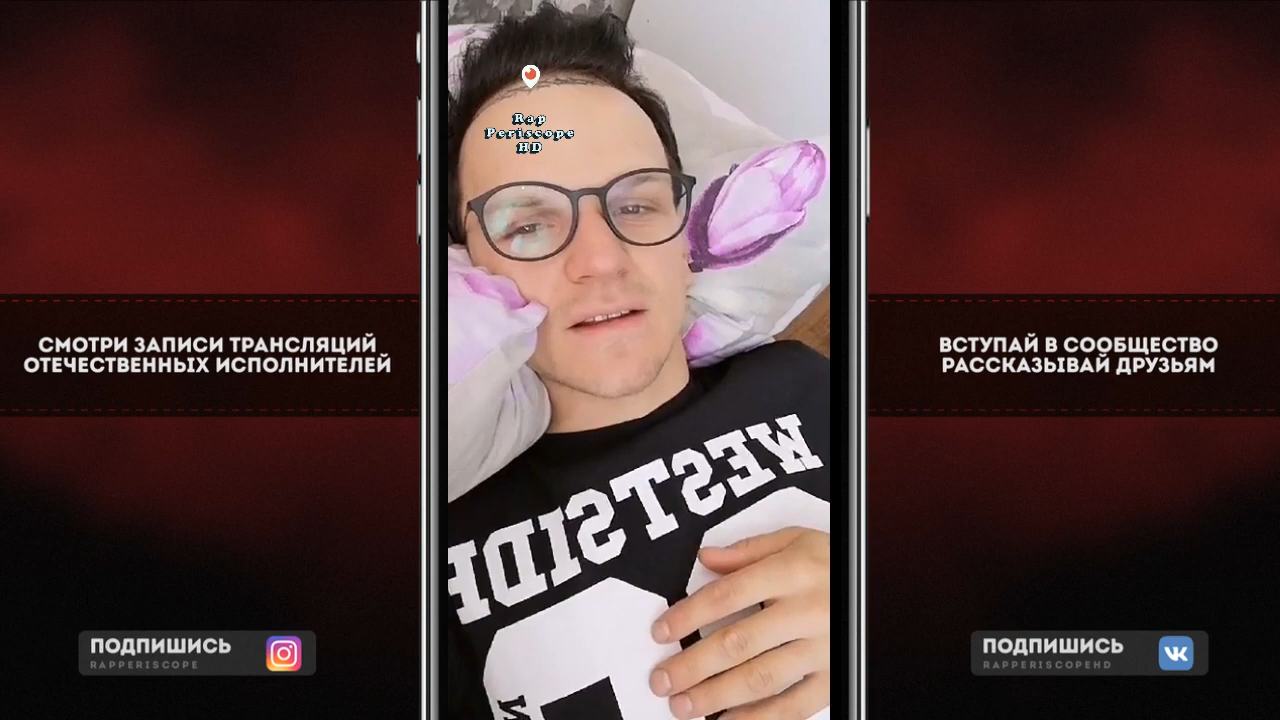 Rap
Periscope
HD
СМОТРИ ЗАПИСИ ТРАНСЛЯЦИЙ
ОТЕЧЕСТВЕННЫХ ИСПОЛНИТЕЛЕЙ
ВСТУПАЙ В СООБЩЕСТВО
РАССКАЗЫВАЙ ДРУЗЬЯМ
WESTSIDE
ПОДПИШИСЬ
RAPPERISCOPE
ПОДПИШИСЬ
RAPPERISCOPEHD